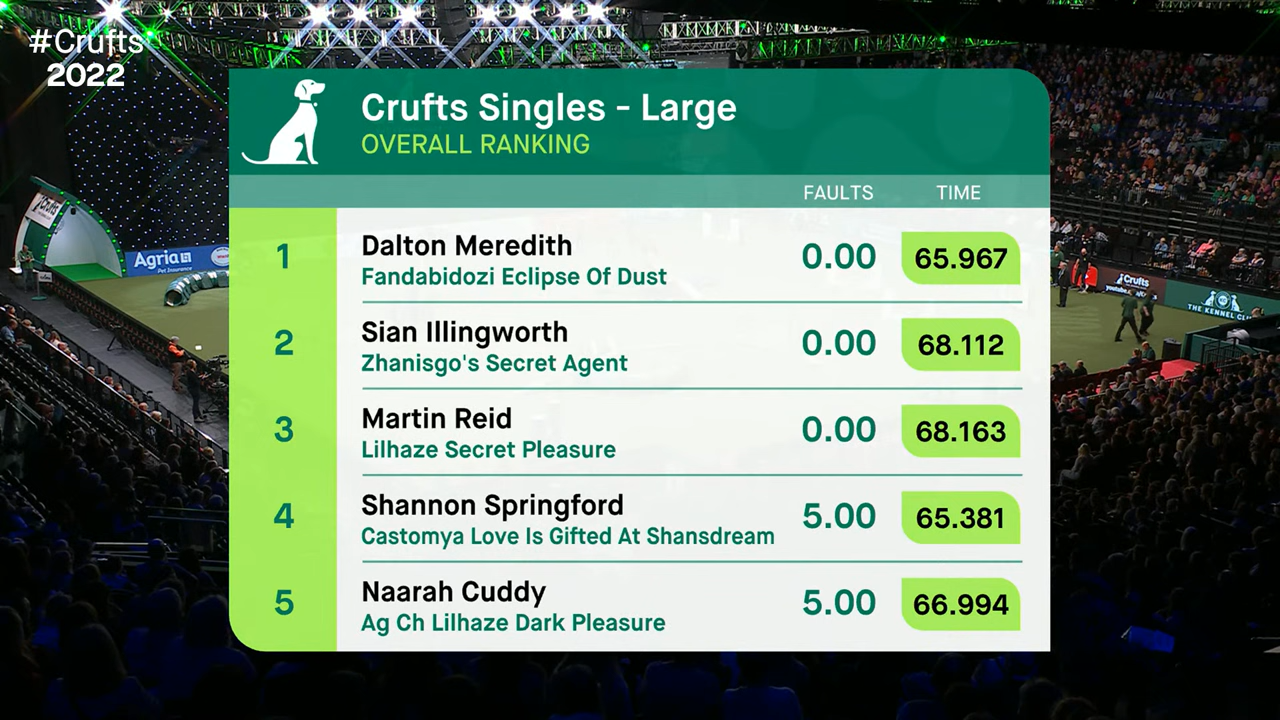 #Crufts
2022
Crufts Singles - Large
OVERALL RANKING
FAULTS TIME
1 Dalton Meredith 0.00 65.967
Fandabidozi Eclipse Of Dust
2 Sian Illingworth 0.00 68.112
Zhanisgo's Secret Agent
3 Martin Reid 0.00 68.163
Lilhaze Secret Pleasure
4 Shannon Springford 5.00 65.381
Castomya Love Is Gifted At Shansdream
5 Naarah Cuddy 5.00 66.994
Ag Ch Lilhaze Dark Pleasure
Crufts
Agria
Pet Insurance
Crufts
THE KENNEL